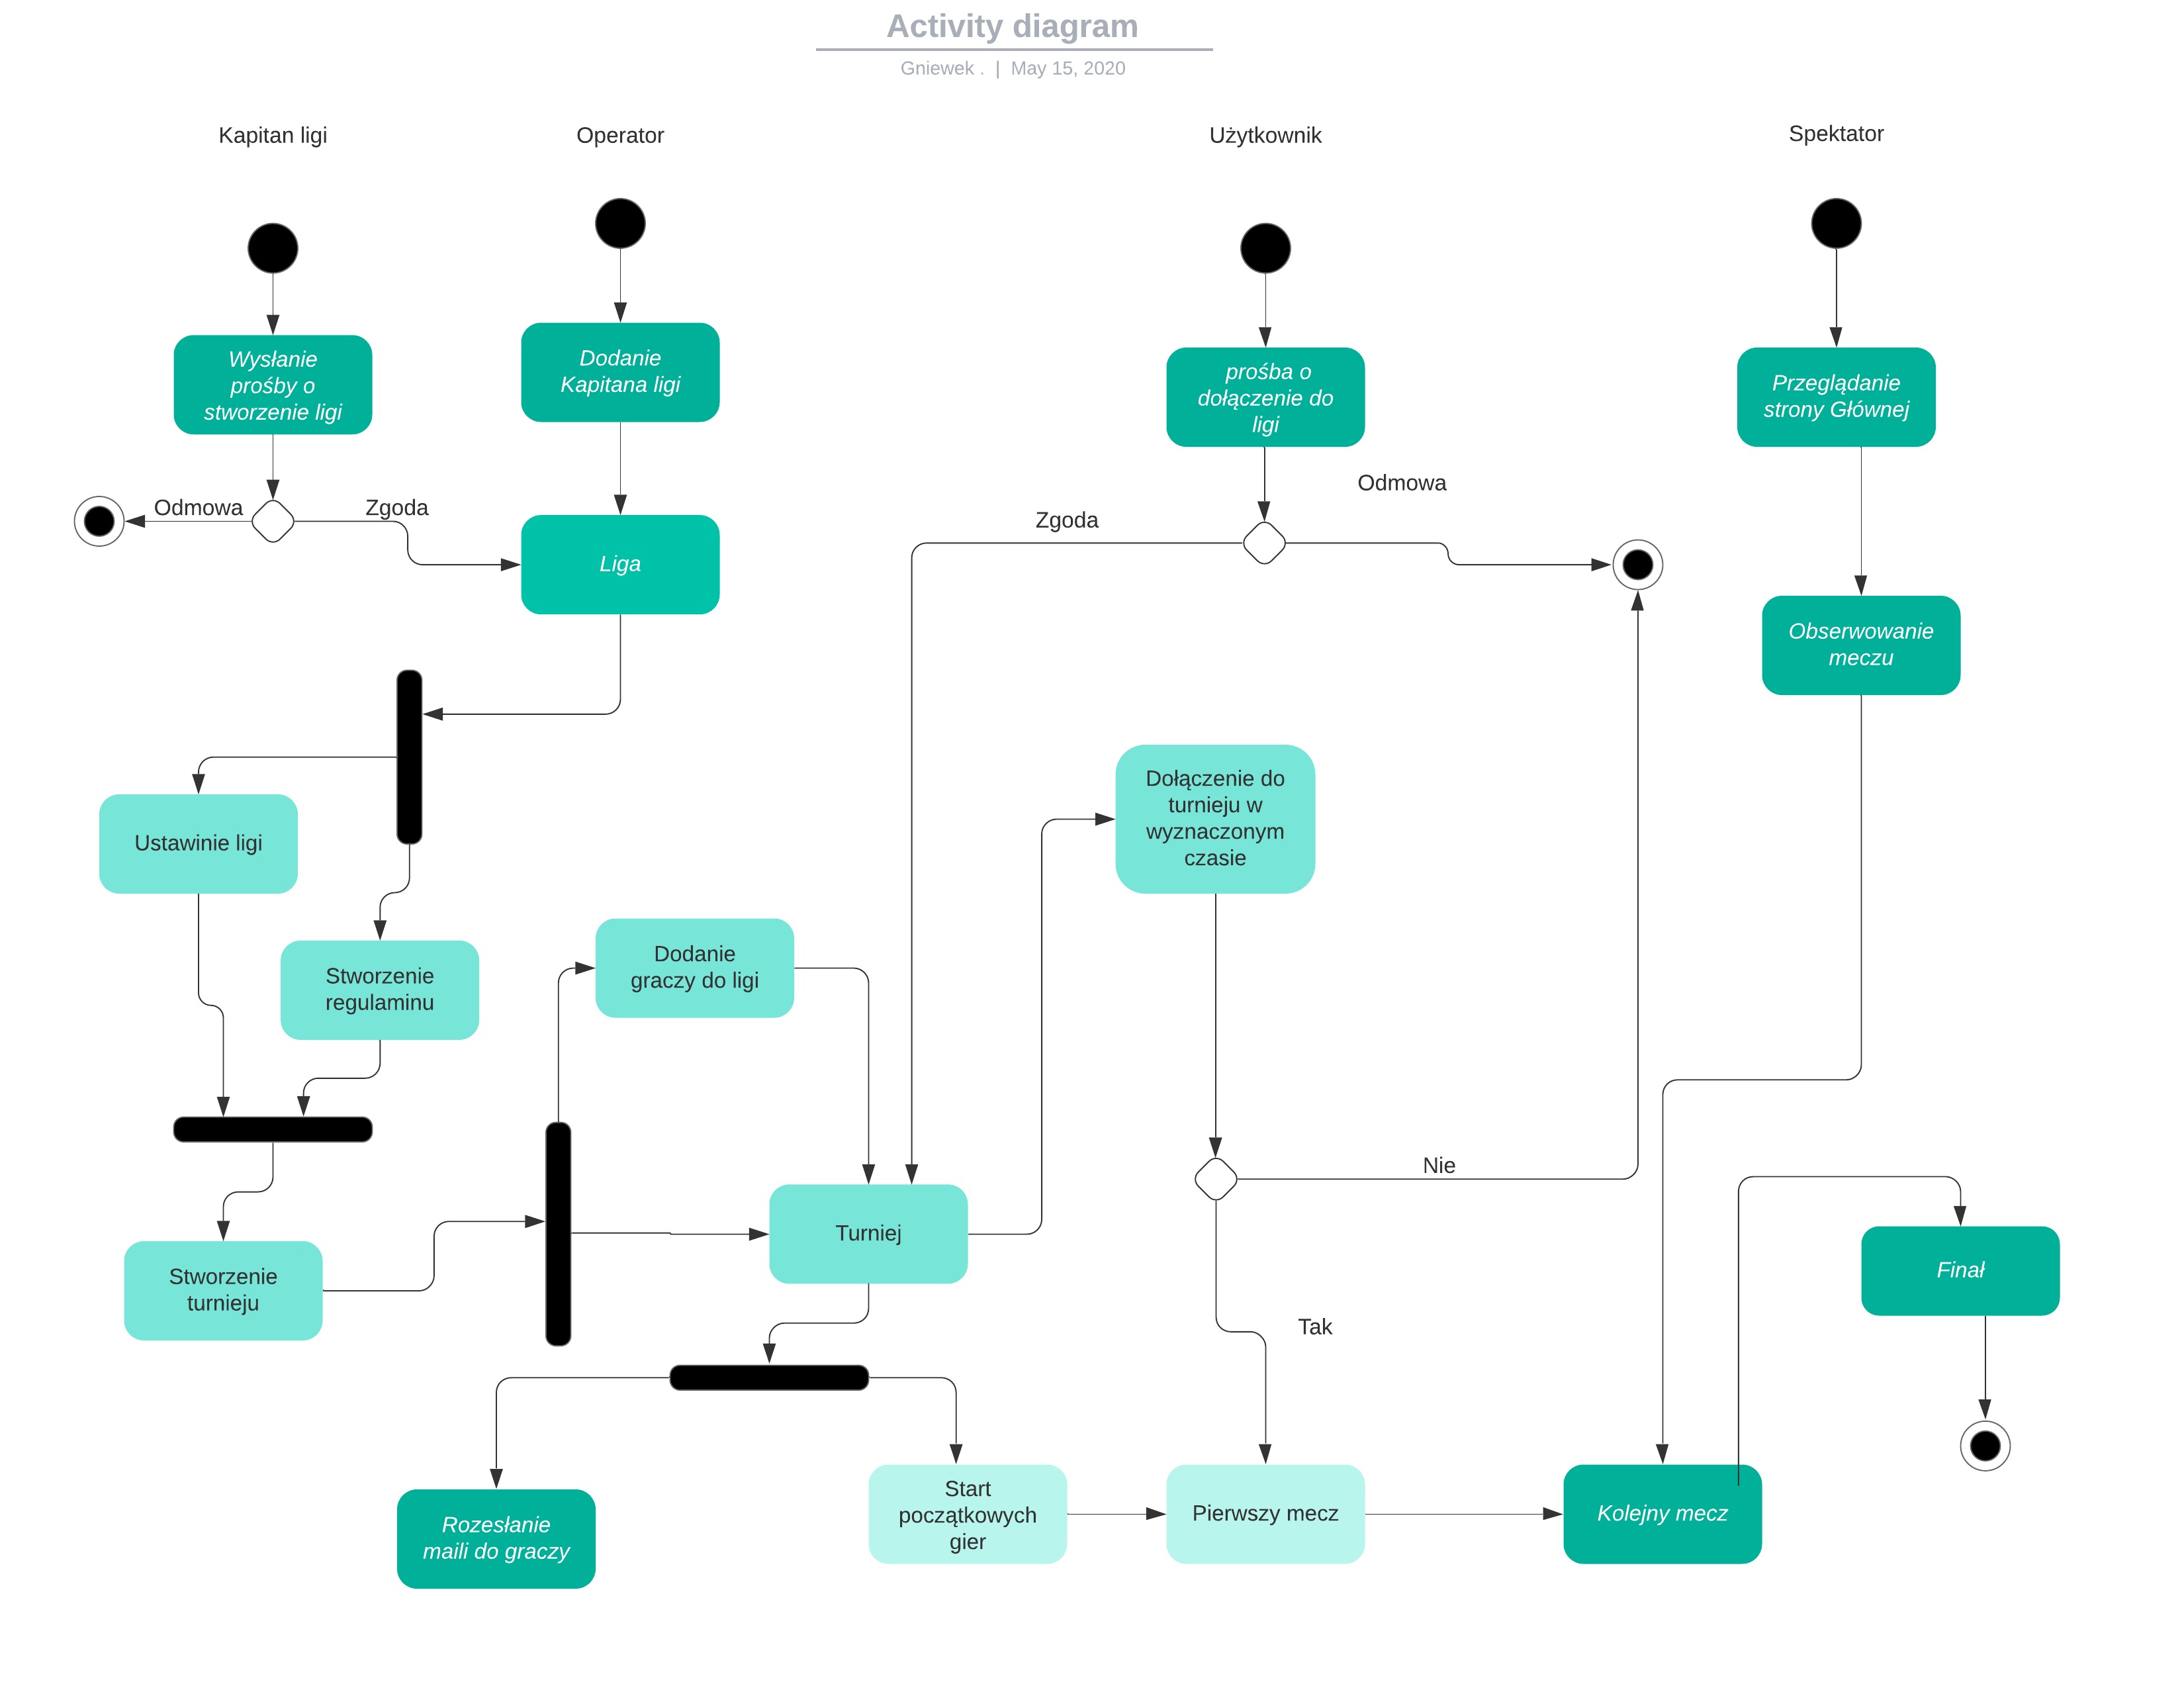 Activity diagram
Gniewek . | May 15, 2020
Kapitan ligi
Operator
Użytkownik
Spektator
Wysłanie
prośby o
stworzenie ligi
Dodanie
Kapitana ligi
prośba o
dołączenie do
ligi
Przeglądanie
strony Głównej
Odmowa
Zgoda
Liga
Zgoda
Odmowa
Obserwowanie
meczu
Ustawinie ligi
Dołączenie do
turnieju w
wyznaczonym
czasie
Stworzenie
regulaminu
Dodanie
graczy do ligi
Stworzenie
turnieju
Turniej
Nie
Tak
Finał
Rozesłanie
maili do graczy
Start
początkowych
gier
Pierwszy mecz
Kolejny mecz